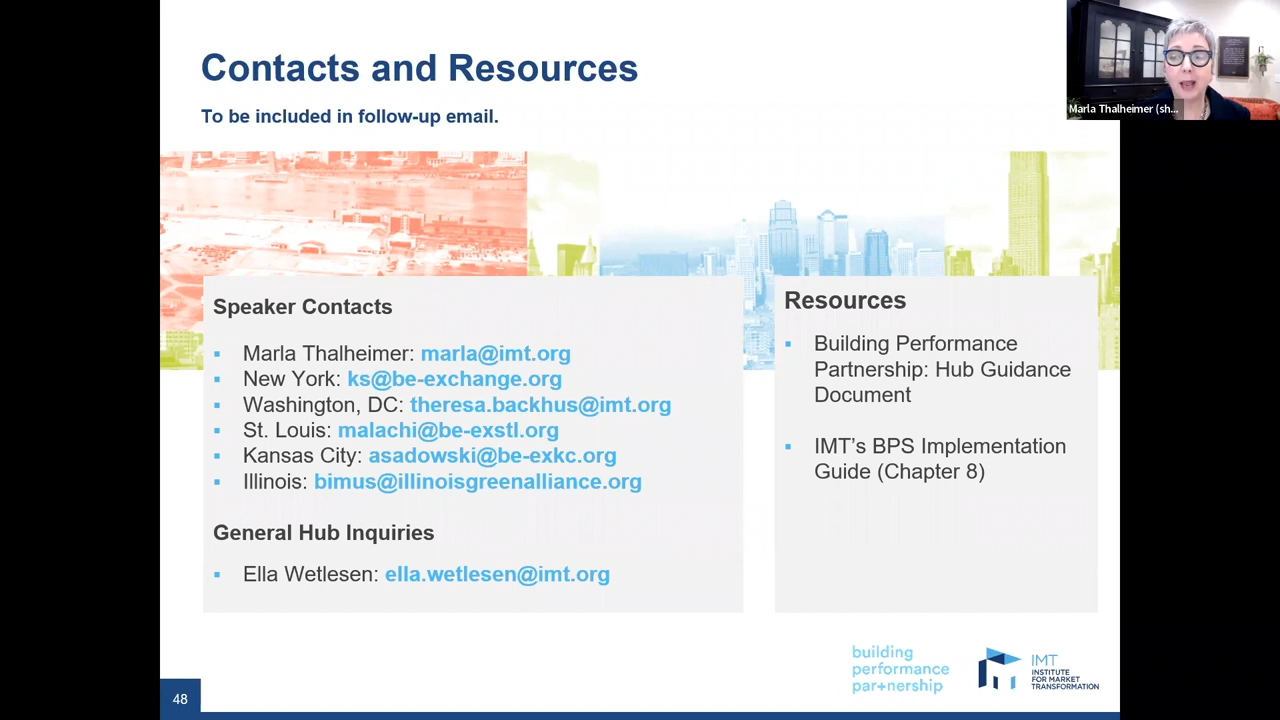 Contacts and Resources
To be included in follow-up email.
Marla Thalheimer (sh...
Speaker Contacts
▪ Marla Thalheimer: marla@imt.org
▪ New York: ks@be-exchange.org
▪ Washington, DC: theresa.backhus@imt.org
▪ St. Louis: malachi@be-exstl.org
▪ Kansas City: asadowski@be-exkc.org
▪ Illinois: bimus@illinoisgreenalliance.org
General Hub Inquiries
▪ Ella Wetlesen: ella.wetlesen@imt.org
Resources
▪ Building Performance
Partnership: Hub Guidance
Document
▪ IMT’s BPS Implementation
Guide (Chapter 8)
building
performance
par+nership
IMT
INSTITUTE
FOR MARKET
TRANSFORMATION
48